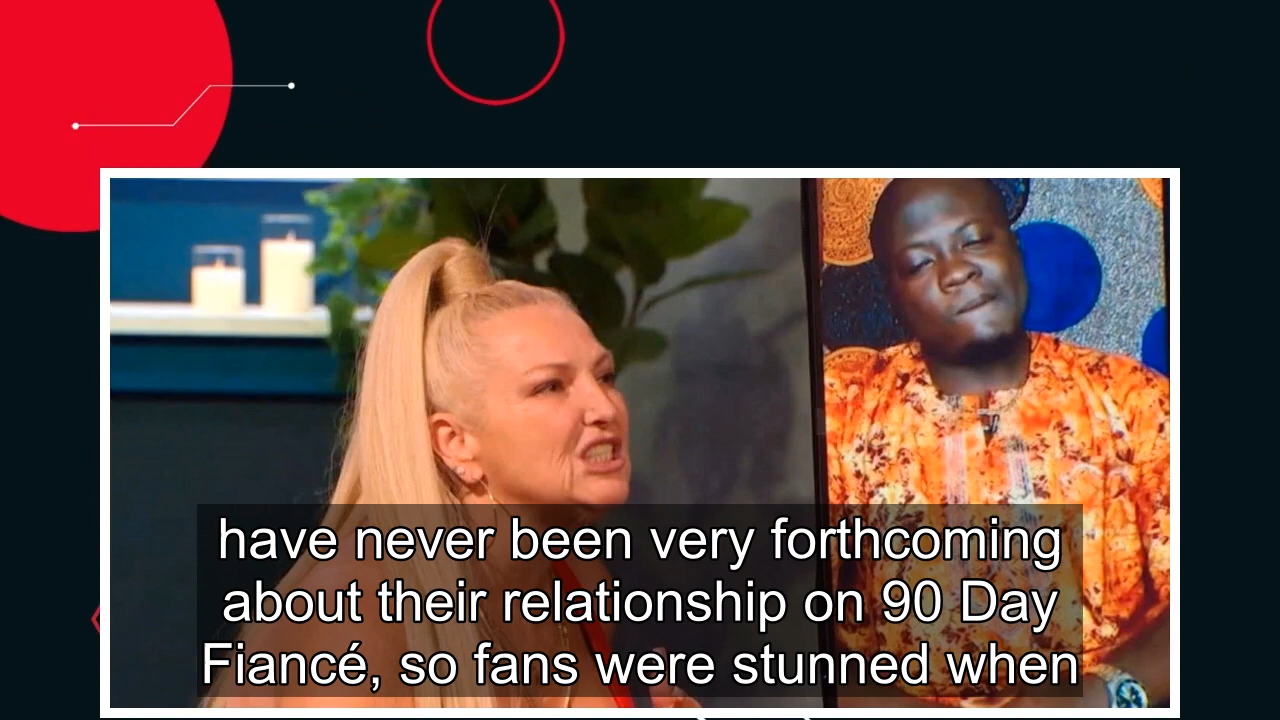 have never been very forthcoming
about their relationship on 90 Day
Fiancé, so fans were stunned when